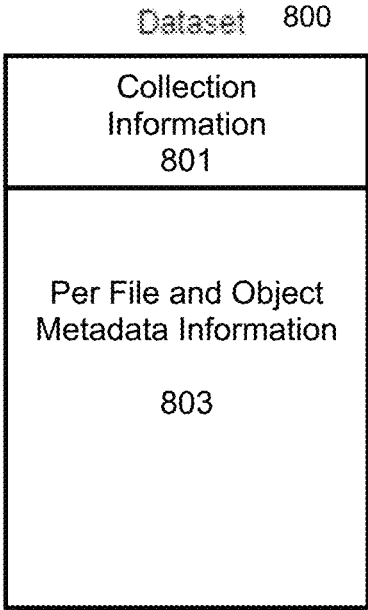 Dataset 800
Collection
Information
801
Per File and Object
Metadata Information
803